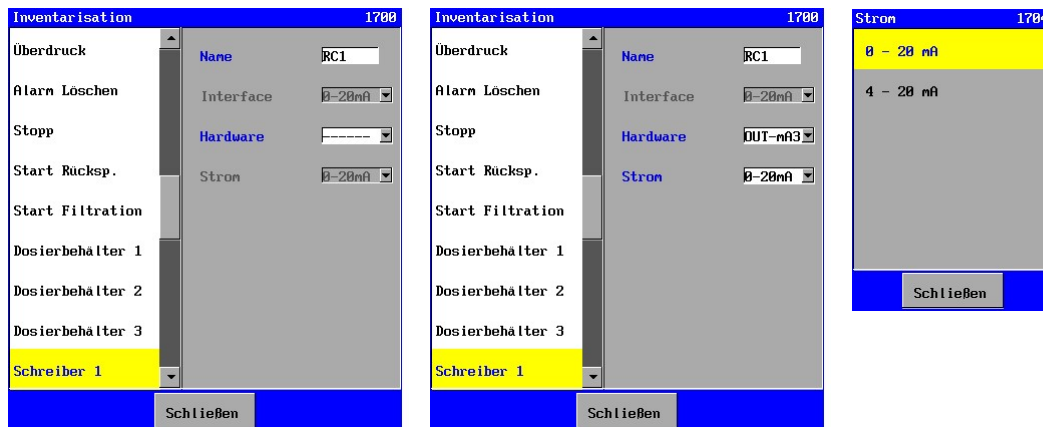 Inventarisation 1700
Überdruck
Alarm Löschen
Stopp
Start Rücksp.
Start Filtration
Dosierbehälter 1
Dosierbehälter 2
Dosierbehälter 3
Schreiber 1
Name RC1
Interface 0-20mA
Hardware ------
Strom 0-20mA
Schließen
Inventarisation 1700
Überdruck
Alarm Löschen
Stopp
Start Rücksp.
Start Filtration
Dosierbehälter 1
Dosierbehälter 2
Dosierbehälter 3
Schreiber 1
Name RC1
Interface 0-20mA
Hardware OUT-mA3
Strom 0-20mA
Schließen
Strom 1704
0 - 20 mA
4 - 20 mA
Schließen